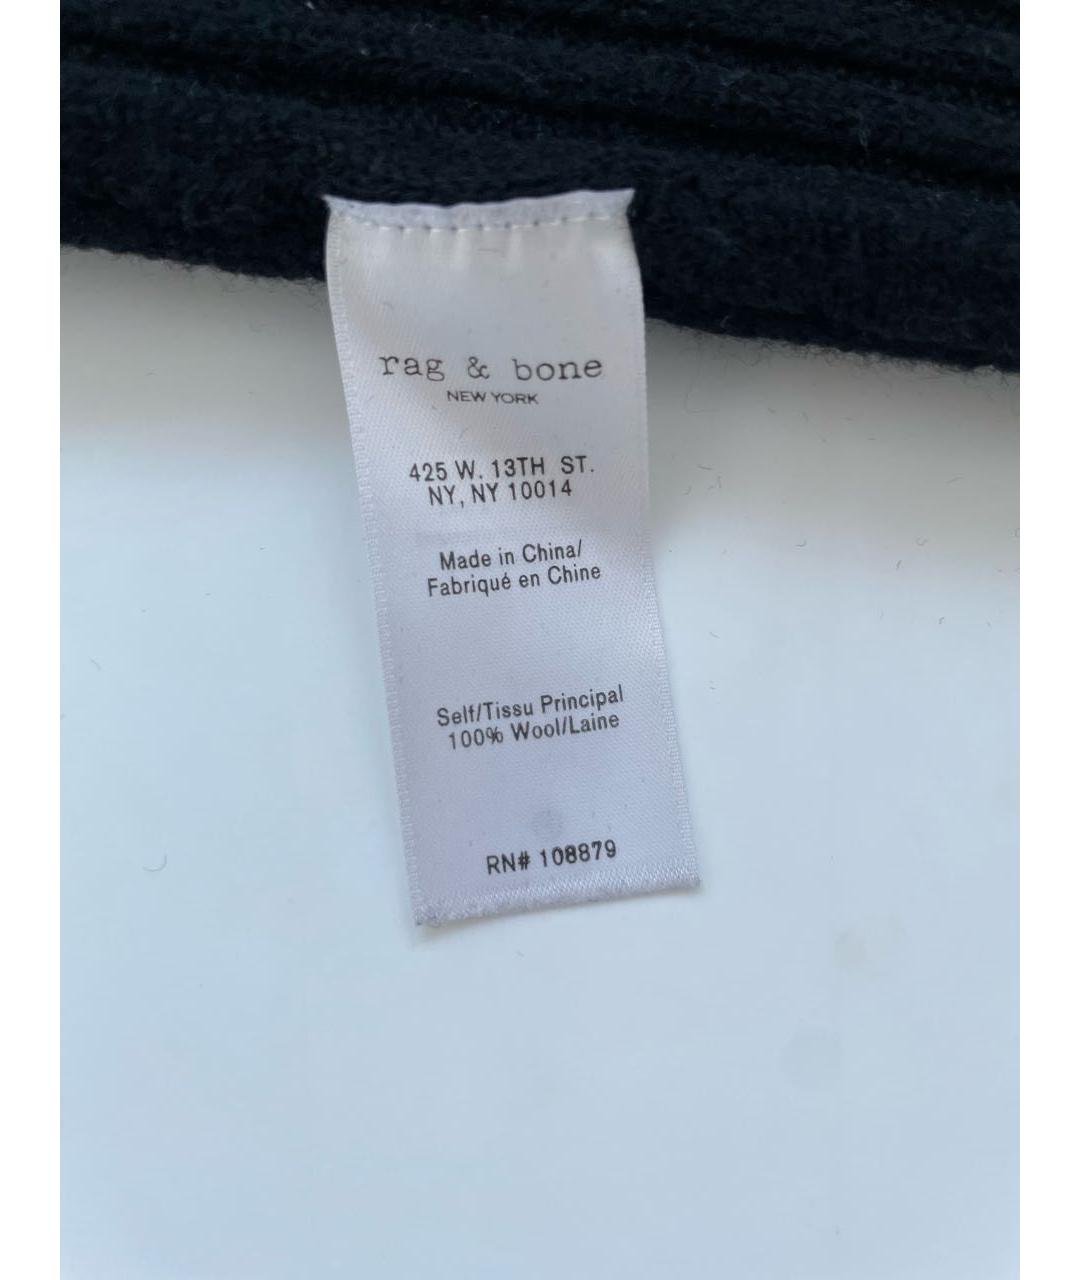 rag & bone
NEW YORK
425 W. 13TH ST.
NY, NY 10014
Made in China/
Fabriqué en Chine
Self/Tissu Principal
100% Wool/Laine
RN# 108879